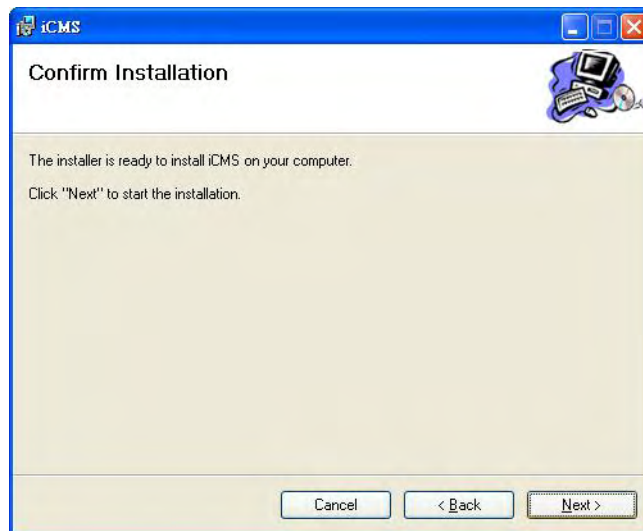 iCMS
Confirm Installation
The installer is ready to install iCMS on your computer.
Click "Next" to start the installation.
Cancel
< Back
Next >